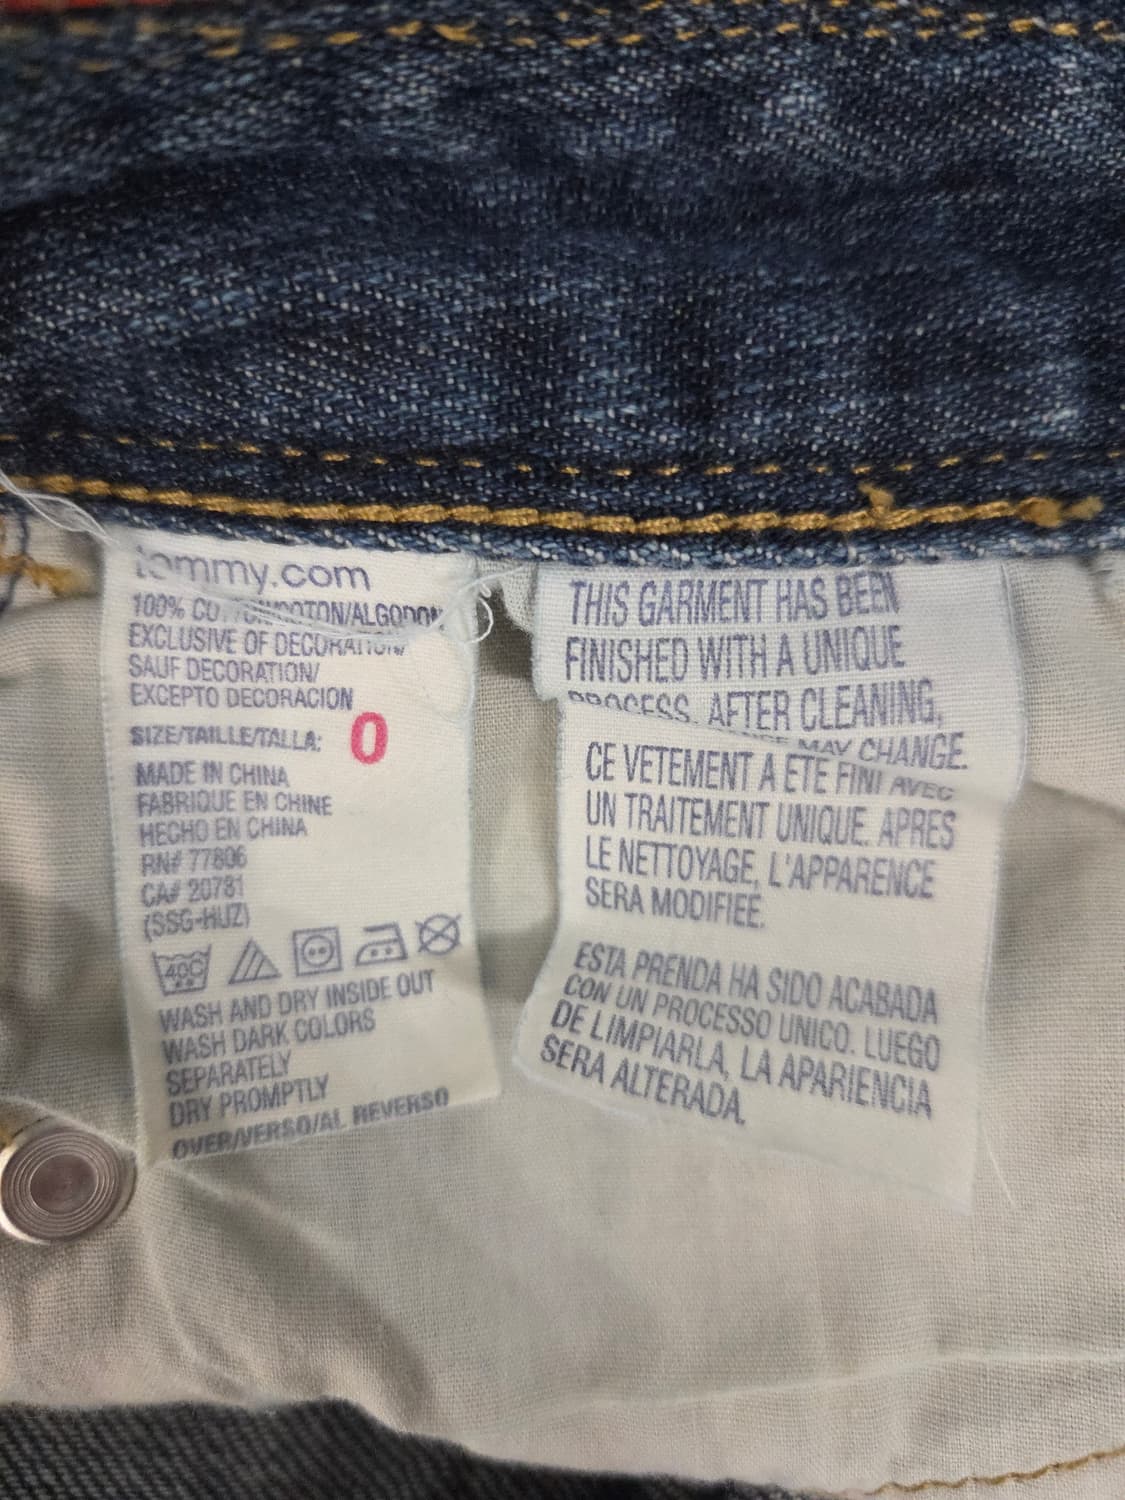 tommy.com
100% COTTON/COTON/ALGODON
EXCLUSIVE OF DECORATION/
SAUF DECORATION/
EXCEPTO DECORACION
SIZE/TAILLE/TALLA: 0
MADE IN CHINA
FABRIQUE EN CHINE
HECHO EN CHINA
RN# 77806
CA# 20781
(SSG-HUZ)
40C
WASH AND DRY INSIDE OUT
WASH DARK COLORS
SEPARATELY
DRY PROMPTLY
OVER/VERSO/AL REVERSO
THIS GARMENT HAS BEEN
FINISHED WITH A UNIQUE
PROCESS. AFTER CLEANING,
MAY CHANGE.
CE VETEMENT A ETE FINI AVEC
UN TRAITEMENT UNIQUE. APRES
LE NETTOYAGE, L'APPARENCE
SERA MODIFIEE.
ESTA PRENDA HA SIDO ACABADA
CON UN PROCESSO UNICO. LUEGO
DE LIMPIARLA, LA APARIENCIA
SERA ALTERADA.